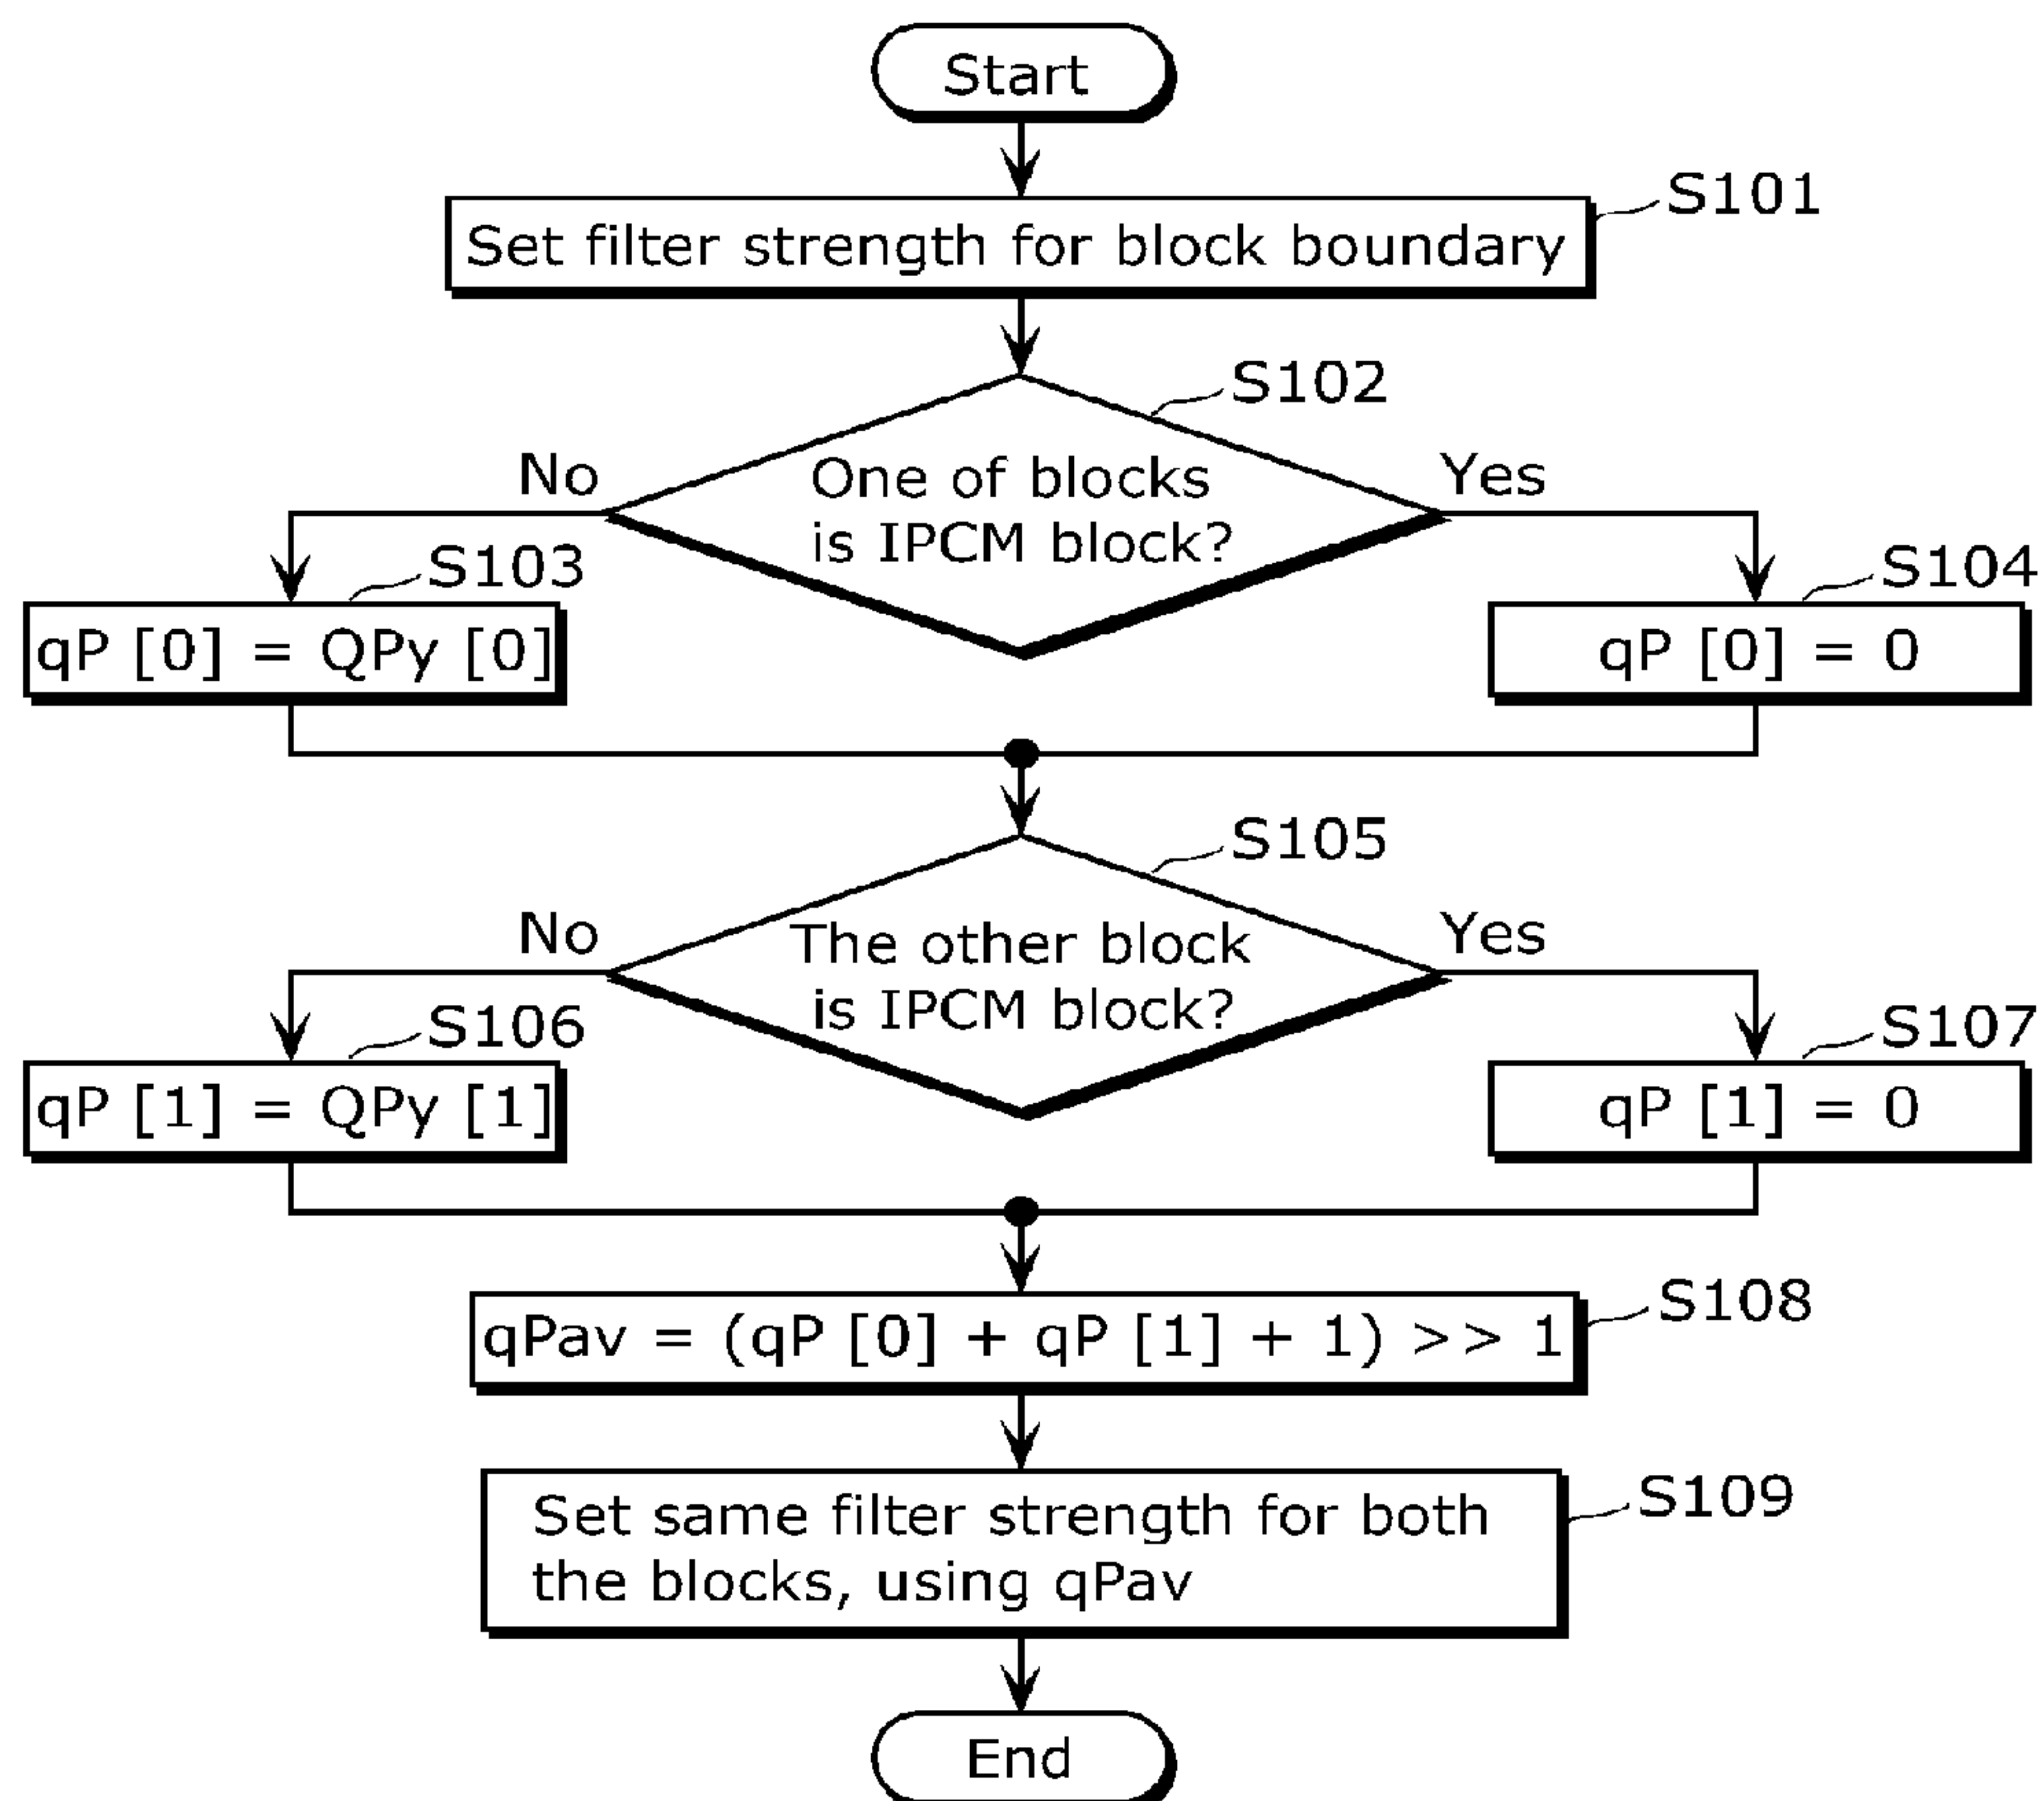 Start
S101
Set filter strength for block boundary
S102
No
One of blocks
is IPCM block?
Yes
S103
S104
qP [0] = QPy [0]
qP [0] = 0
S105
No
The other block
is IPCM block?
Yes
S106
S107
qP [1] = QPy [1]
qP [1] = 0
S108
qPav = (qP [0] + qP [1] + 1) >> 1
S109
Set same filter strength for both
the blocks, using qPav
End